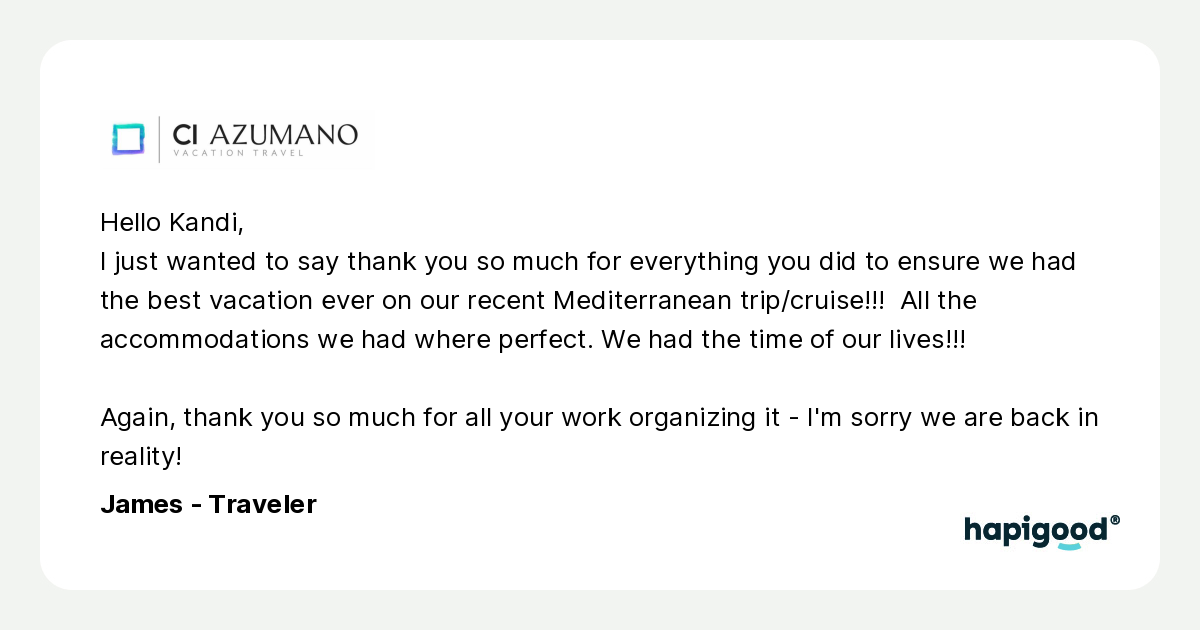 CI AZUMANO
VACATION TRAVEL
Hello Kandi,
I just wanted to say thank you so much for everything you did to ensure we had
the best vacation ever on our recent Mediterranean trip/cruise!!!  All the
accommodations we had where perfect. We had the time of our lives!!!
Again, thank you so much for all your work organizing it - I'm sorry we are back in
reality!
James - Traveler
hapigood®